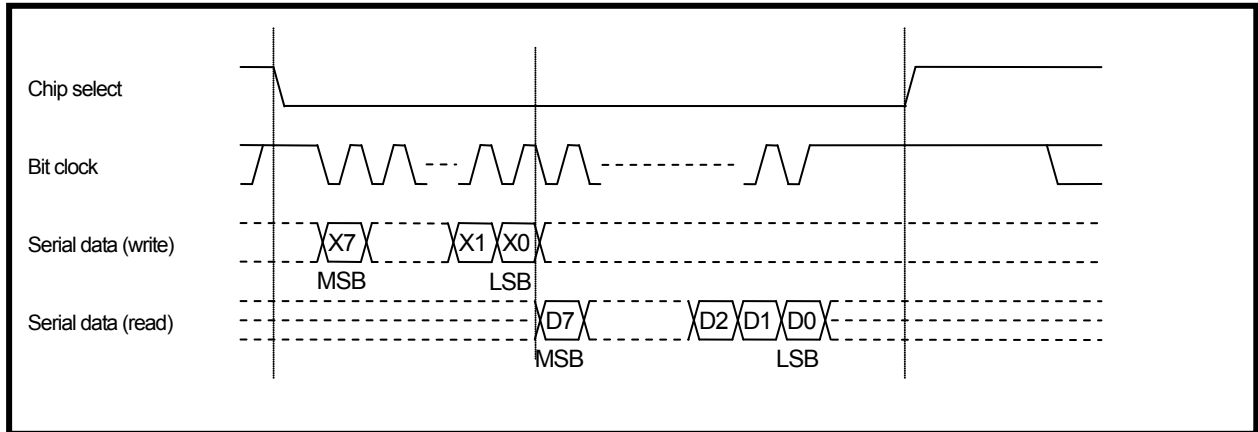 Chip select
Bit clock
Serial data (write)
X7 X1 X0
MSB LSB
Serial data (read)
D7 D2 D1 D0
MSB LSB